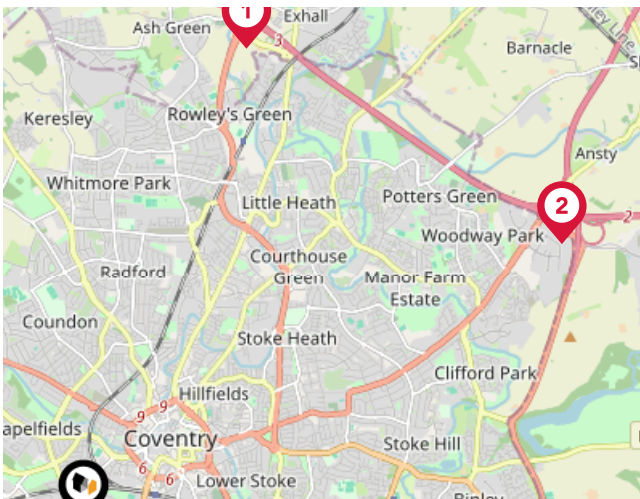 1
Exhall
Ash Green
3
Barnacle
Rowley's Green
Keresley
Ansty
Whitmore Park
Little Heath
Potters Green
2
2
Woodway Park
Courthouse
Green
Radford
Manor Farm
Estate
Coundon
Stoke Heath
Clifford Park
Hillfields
9
9
apelfields
Coventry
Stoke Hill
6
6
Lower Stoke
Binley